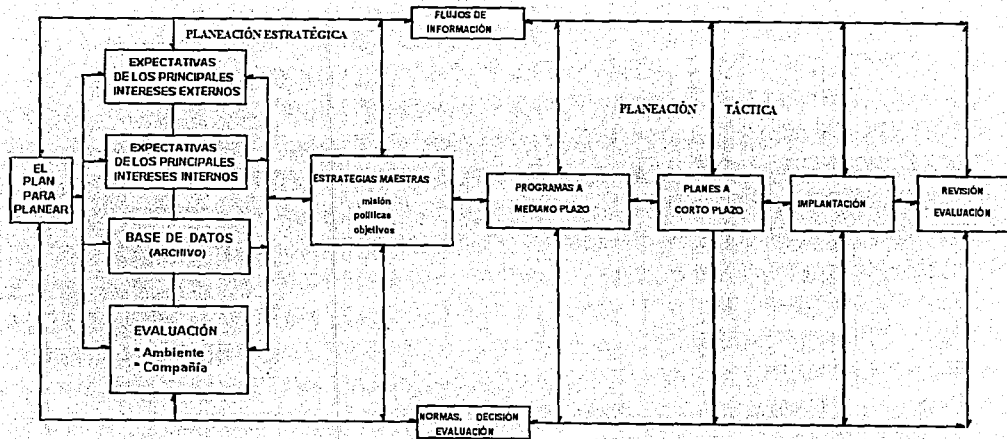 FLUJOS DE
INFORMACIÓN
PLANEACIÓN ESTRATÉGICA
EXPECTATIVAS
DE LOS PRINCIPALES
INTERESES EXTERNOS
PLANEACIÓN TÁCTICA
EXPECTATIVAS
DE LOS PRINCIPALES
INTERESES INTERNOS
EL
PLAN
PARA
PLANEAR
ESTRATEGIAS MAESTRAS
misión
políticas
objetivos
PROGRAMAS A
MEDIANO PLAZO
PLANES A
CORTO PLAZO
IMPLANTACIÓN
REVISIÓN
EVALUACIÓN
BASE DE DATOS
(ARCHIVO)
EVALUACIÓN
* Ambiente
* Compañía
NORMAS, DECISIÓN
EVALUACIÓN